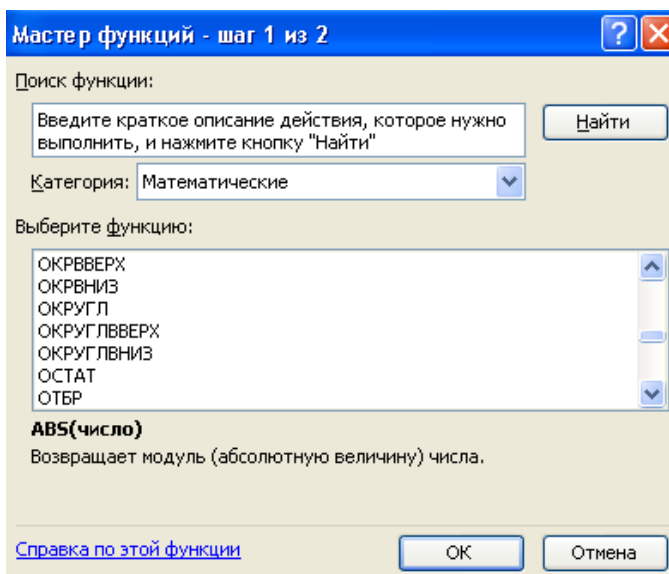 Мастер функций - шаг 1 из 2
Поиск функции:
Введите краткое описание действия, которое нужно
выполнить, и нажмите кнопку "Найти"
Найти
Категория: Математические
Выберите функцию:
ОКРВВЕРХ
ОКРВНИЗ
ОКРУГЛ
ОКРУГЛВВЕРХ
ОКРУГЛВНИЗ
ОСТАТ
ОТБР
ABS(число)
Возвращает модуль (абсолютную величину) числа.
Справка по этой функции
ОК
Отмена